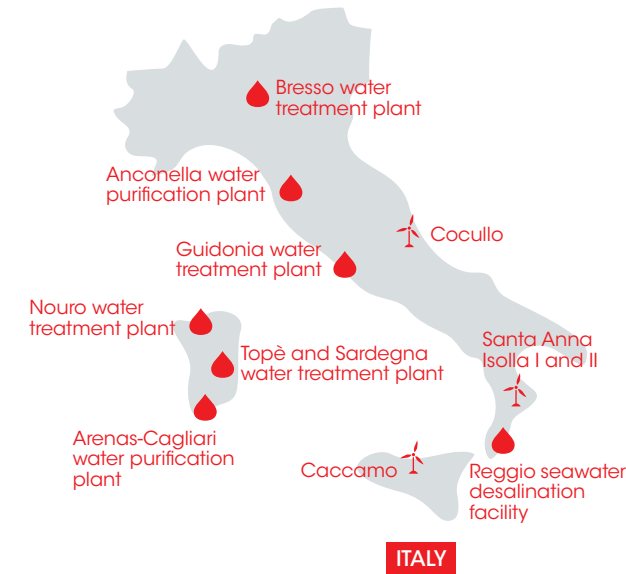 Bresso water
treatment plant
Anconella water
purification plant
Cocullo
Guidonia water
treatment plant
Nouro water
treatment plant
Santa Anna
Isolla I and II
Topè and Sardegna
water treatment plant
Arenas-Cagliari
water purification
plant
Caccamo
Reggio seawater
desalination
facility
ITALY